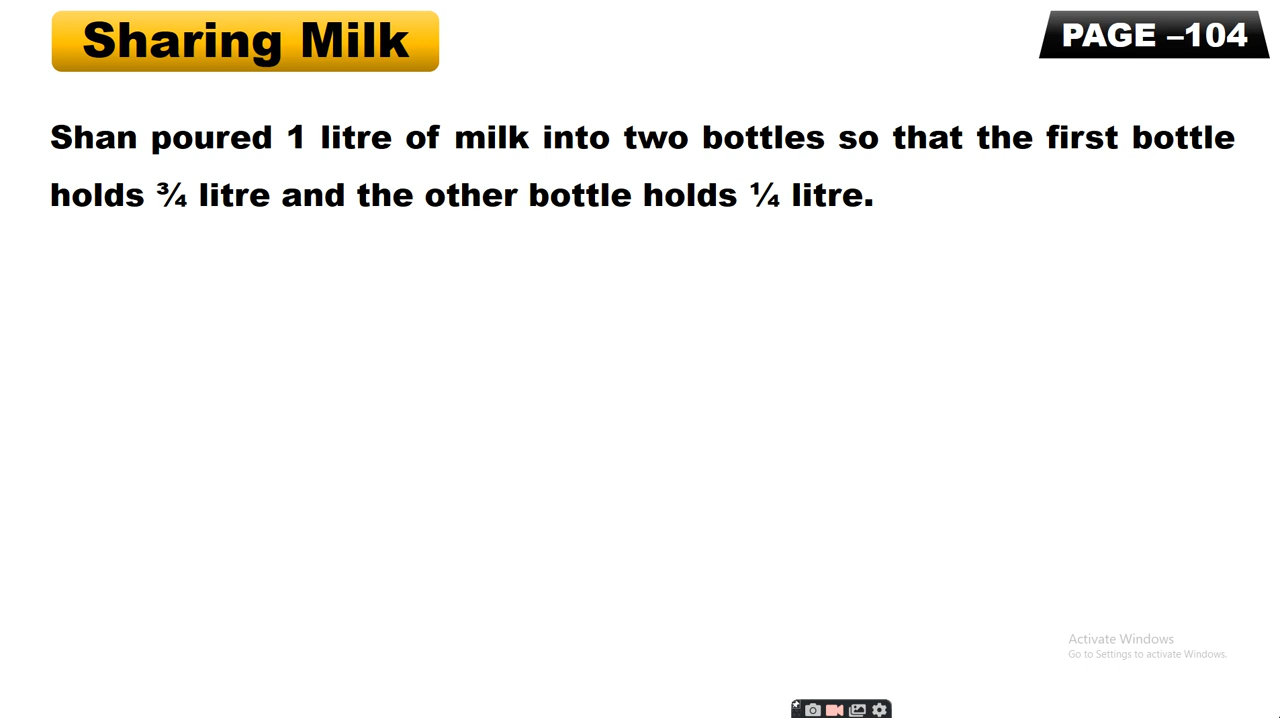 Sharing Milk
PAGE –104
Shan poured 1 litre of milk into two bottles so that the first bottle
holds ¾ litre and the other bottle holds ¼ litre.
Activate Windows
Go to Settings to activate Windows.